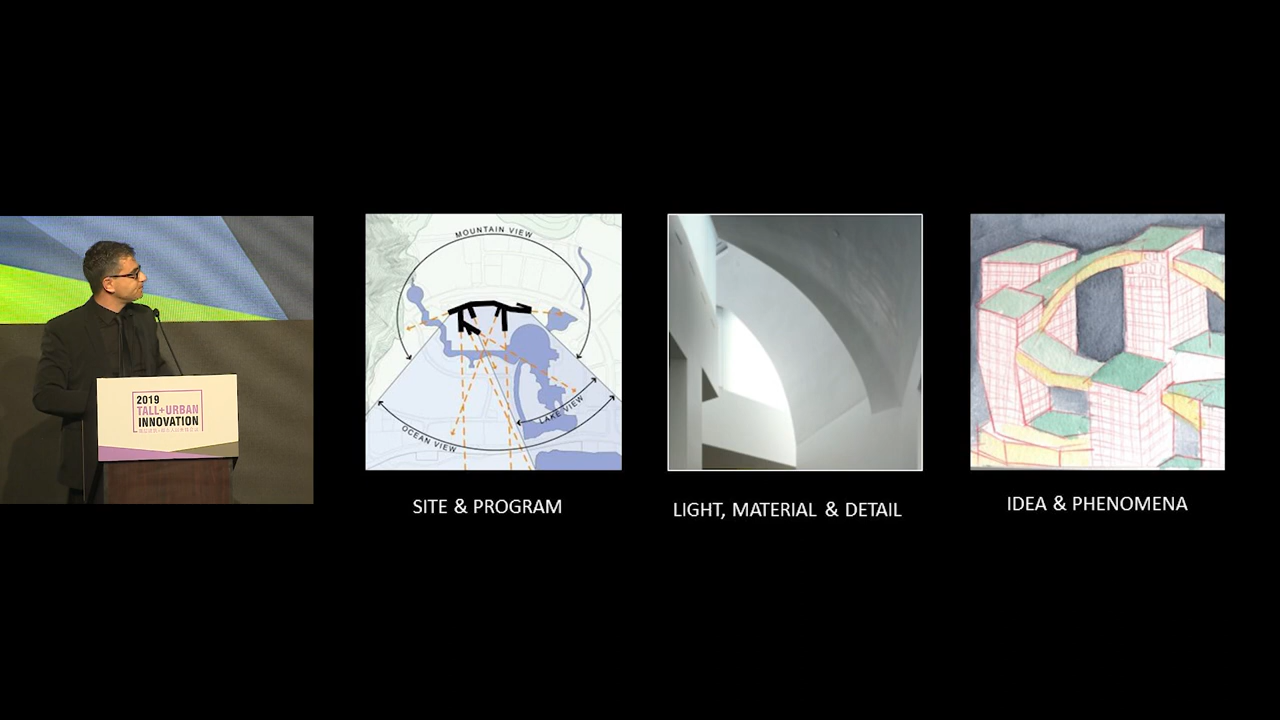 2019
TALL+URBAN
INNOVATION
MOUNTAIN VIEW
LAKE VIEW
OCEAN VIEW
SITE & PROGRAM
LIGHT, MATERIAL & DETAIL
IDEA & PHENOMENA